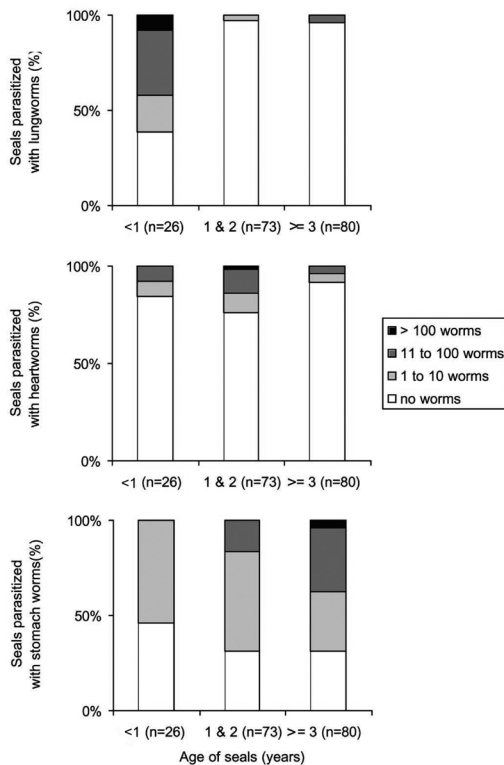 Seals parasitized
with lungworms (%)
100%
50%
0%
<1 (n=26) 1 & 2 (n=73) >= 3 (n=80)
Seals parasitized
with heartworms (%)
100%
50%
0%
<1 (n=26) 1 & 2 (n=73) >= 3 (n=80)
> 100 worms
11 to 100 worms
1 to 10 worms
no worms
Seals parasitized
with stomach worms(%)
100%
50%
0%
<1 (n=26) 1 & 2 (n=73) >= 3 (n=80)
Age of seals (years)